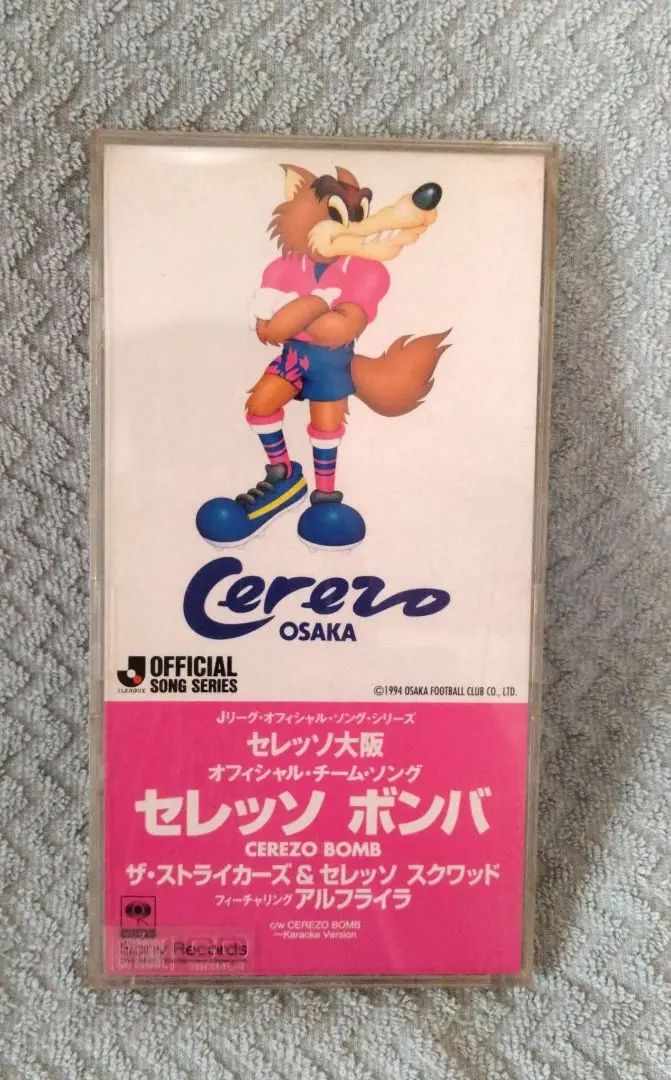 Cerezo
OSAKA
J.LEAGUE
OFFICIAL
SONG SERIES
©1994 OSAKA FOOTBALL CLUB CO., LTD.
Jリーグ・オフィシャル・ソング・シリーズ
セレッソ大阪
オフィシャル・チーム・ソング
セレッソ ボンバ
CEREZO BOMB
ザ・ストライカーズ&セレッソ スクワッド
フィーチャリング アルフライラ
c/w CEREZO BOMB
〜Karaoke Version
Sony Records